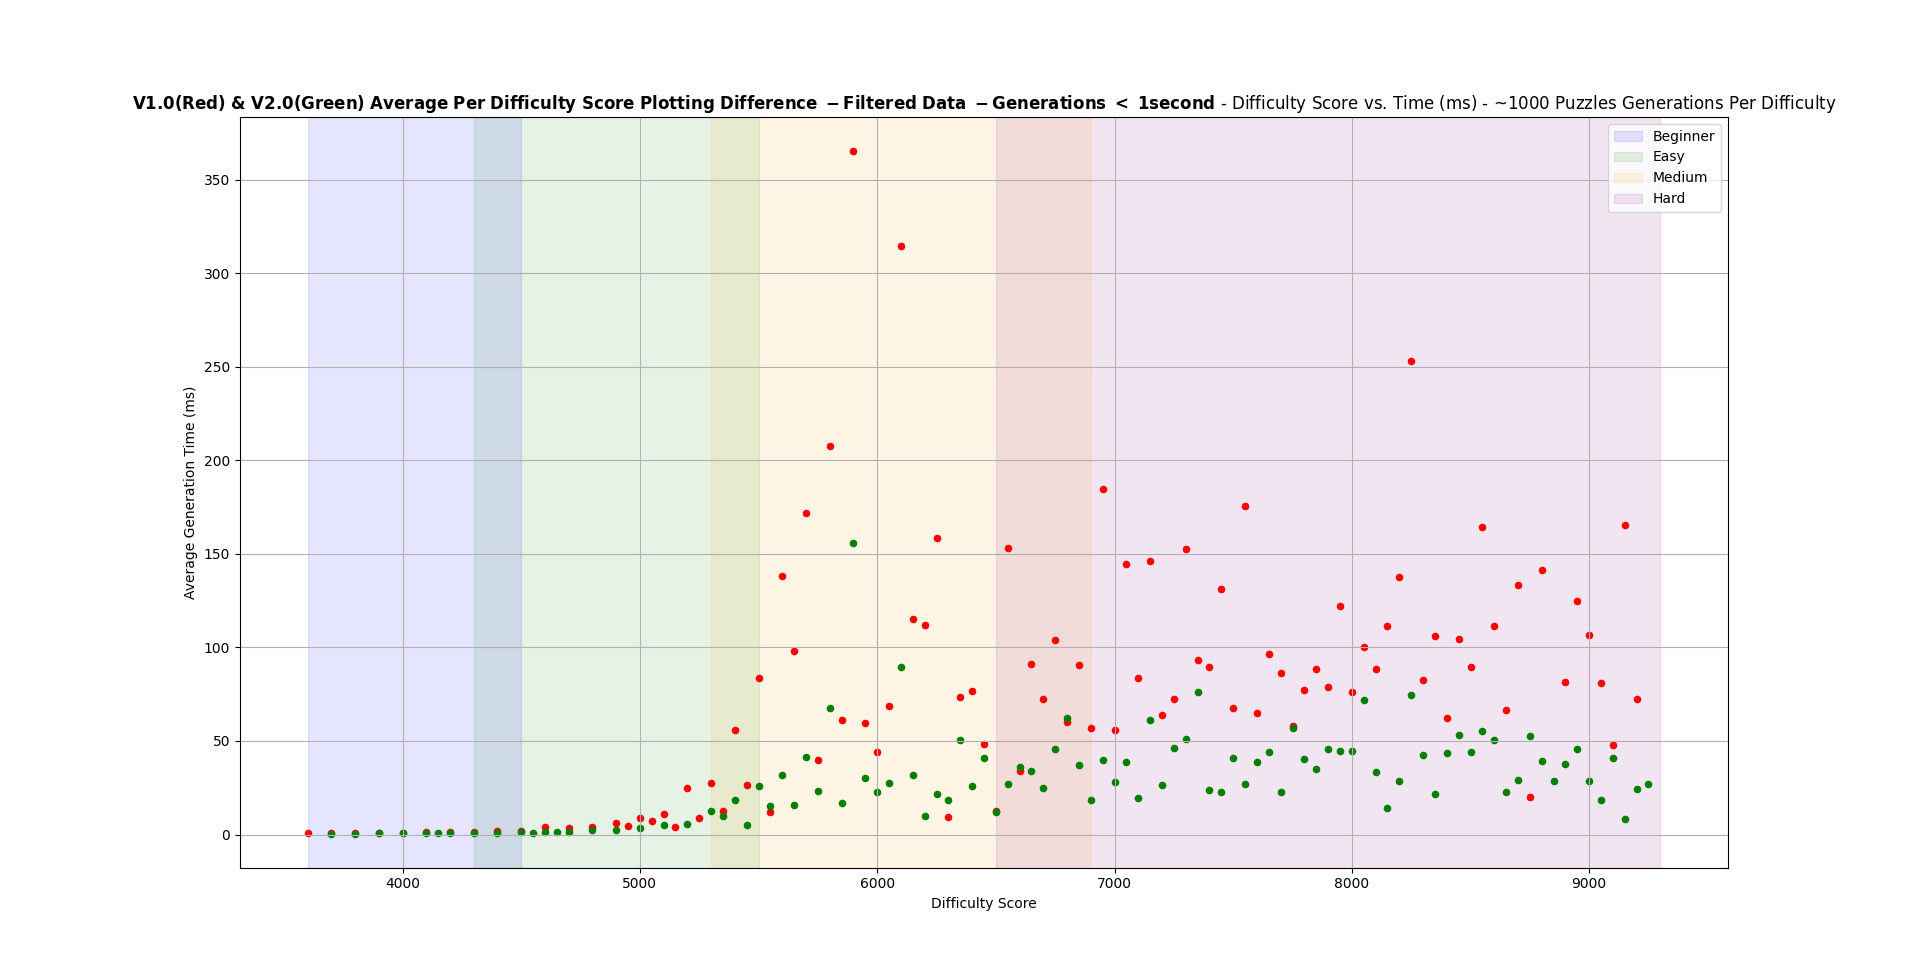 V1.0(Red) & V2.0(Green) Average Per Difficulty Score Plotting Difference − Filtered Data − Generations < 1second - Difficulty Score vs. Time (ms) - ~1000 Puzzles Generations Per Difficulty
Beginner
Easy
Medium
Hard
350
300
250
200
150
100
50
0
Average Generation Time (ms)
4000
5000
6000
7000
8000
9000
Difficulty Score